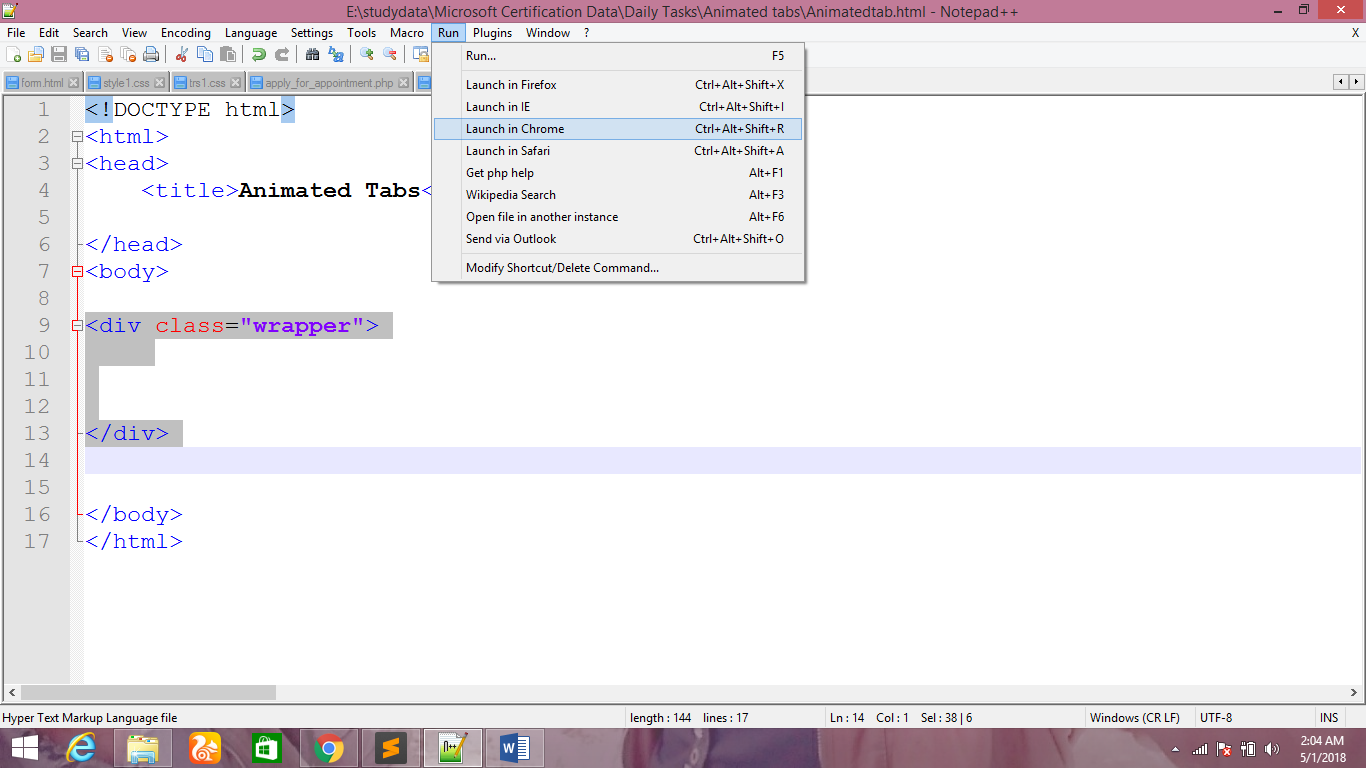 E:\studydata\Microsoft Certification Data\Daily Tasks\Animated tabs\Animatedtab.html - Notepad++
File Edit Search View Encoding Language Settings Tools Macro Run Plugins Window ? X
form.html style1.css trs1.css apply_for_appointment.php
Run... F5
Launch in Firefox Ctrl+Alt+Shift+X
Launch in IE Ctrl+Alt+Shift+I
Launch in Chrome Ctrl+Alt+Shift+R
Launch in Safari Ctrl+Alt+Shift+A
Get php help Alt+F1
Wikipedia Search Alt+F3
Open file in another instance Alt+F6
Send via Outlook Ctrl+Alt+Shift+O
Modify Shortcut/Delete Command...
1 <!DOCTYPE html>
2 <html>
3 <head>
4 <title>Animated Tabs<
5
6 </head>
7 <body>
8
9 <div class="wrapper">
10
11
12
13 </div>
14
15
16 </body>
17 </html>
Hyper Text Markup Language file length : 144 lines : 17 Ln : 14 Col : 1 Sel : 38 | 6 Windows (CR LF) UTF-8 INS
2:04 AM
5/1/2018